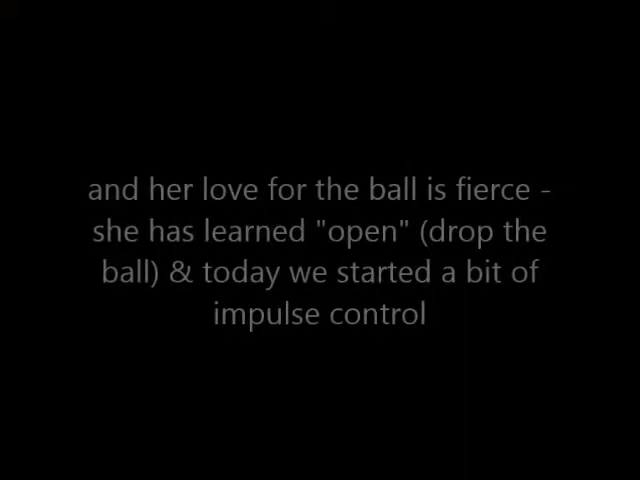 and her love for the ball is fierce -
she has learned "open" (drop the
ball) & today we started a bit of
impulse control